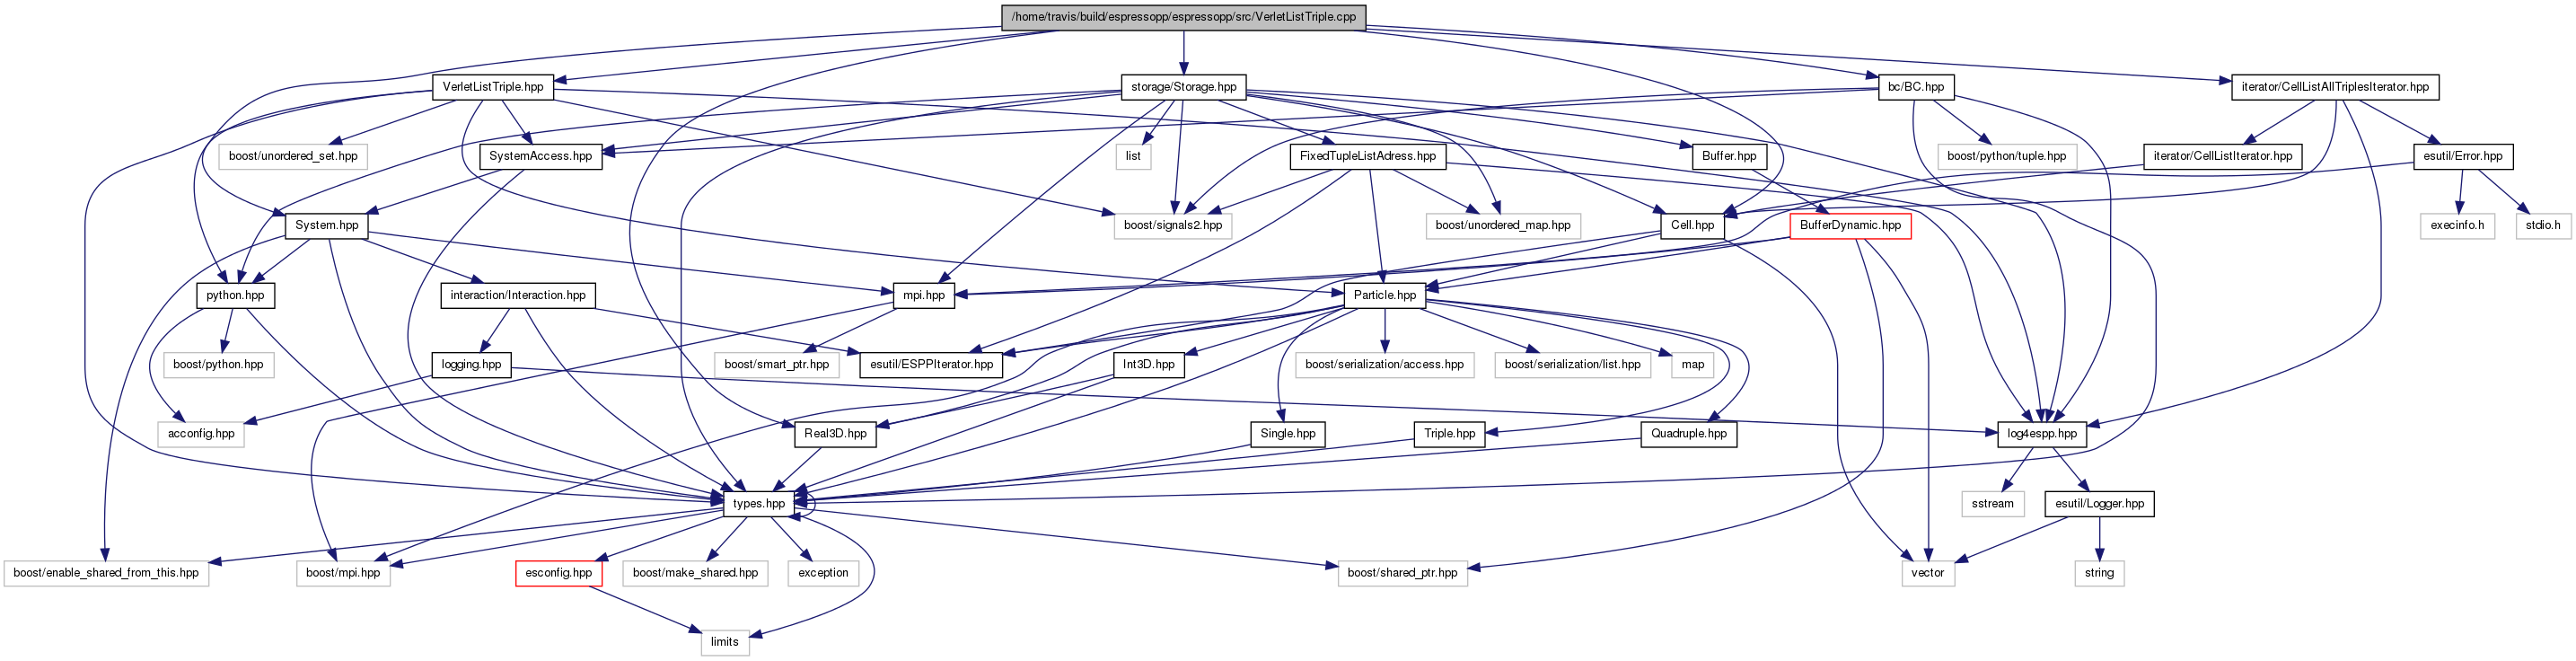 /home/travis/build/espressopp/espressopp/src/VerletListTriple.cpp
VerletListTriple.hpp
storage/Storage.hpp
bc/BC.hpp
iterator/CellListAllTriplesIterator.hpp
boost/unordered_set.hpp
SystemAccess.hpp
list
FixedTupleListAdress.hpp
Buffer.hpp
boost/python/tuple.hpp
iterator/CellListIterator.hpp
esutil/Error.hpp
System.hpp
boost/signals2.hpp
boost/unordered_map.hpp
Cell.hpp
BufferDynamic.hpp
execinfo.h
stdio.h
python.hpp
interaction/Interaction.hpp
mpi.hpp
Particle.hpp
boost/python.hpp
logging.hpp
boost/smart_ptr.hpp
esutil/ESPPIterator.hpp
Int3D.hpp
boost/serialization/access.hpp
boost/serialization/list.hpp
map
acconfig.hpp
Real3D.hpp
Single.hpp
Triple.hpp
Quadruple.hpp
log4espp.hpp
types.hpp
sstream
esutil/Logger.hpp
boost/enable_shared_from_this.hpp
boost/mpi.hpp
esconfig.hpp
boost/make_shared.hpp
exception
boost/shared_ptr.hpp
vector
string
limits